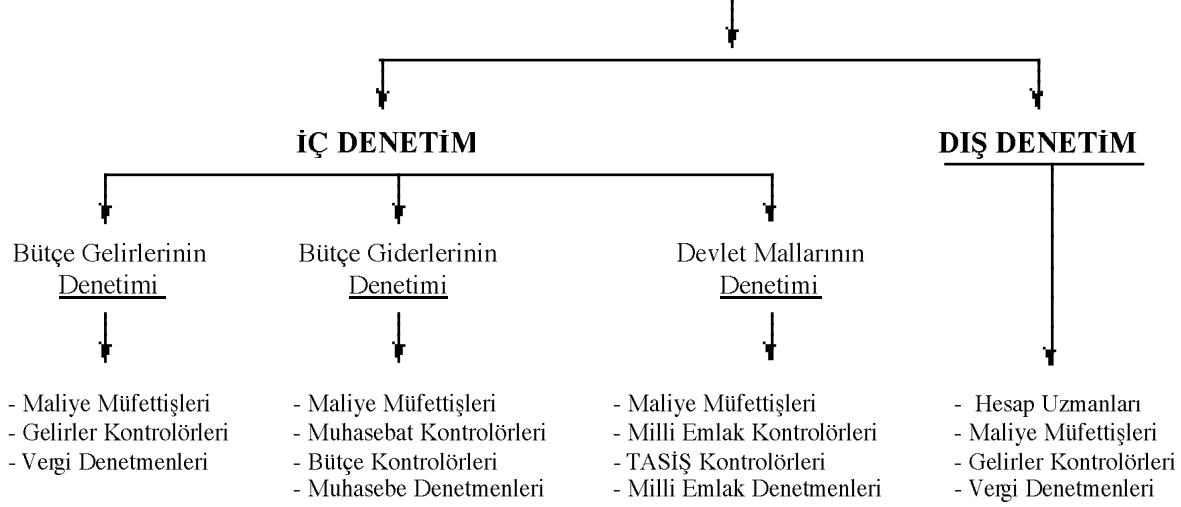 İÇ DENETİM
DIŞ DENETİM
Bütçe Gelirlerinin
Denetimi
Bütçe Giderlerinin
Denetimi
Devlet Mallarının
Denetimi
- Maliye Müfettişleri
- Gelirler Kontrolörleri
- Vergi Denetmenleri
- Maliye Müfettişleri
- Muhasebat Kontrolörleri
- Bütçe Kontrolörleri
- Muhasebe Denetmenleri
- Maliye Müfettişleri
- Milli Emlak Kontrolörleri
- TASİŞ Kontrolörleri
- Milli Emlak Denetmenleri
- Hesap Uzmanları
- Maliye Müfettişleri
- Gelirler Kontrolörleri
- Vergi Denetmenleri